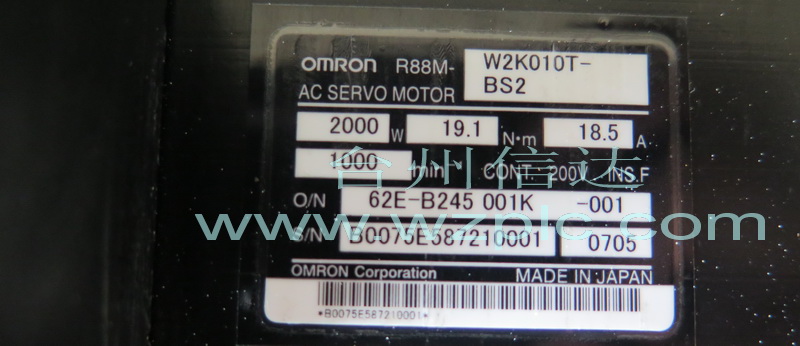 OMRON R88M- W2K010T-
BS2
AC SERVO MOTOR
2000 W 19.1 N·m 18.5 A
1000 min CONT.: 200V INS.F
台州信达
O/N 62E-B245 001K -001
www.wzplc.com
S/N B0075E587210001 0705
OMRON Corporation MADE IN JAPAN
*B0075E587210001*